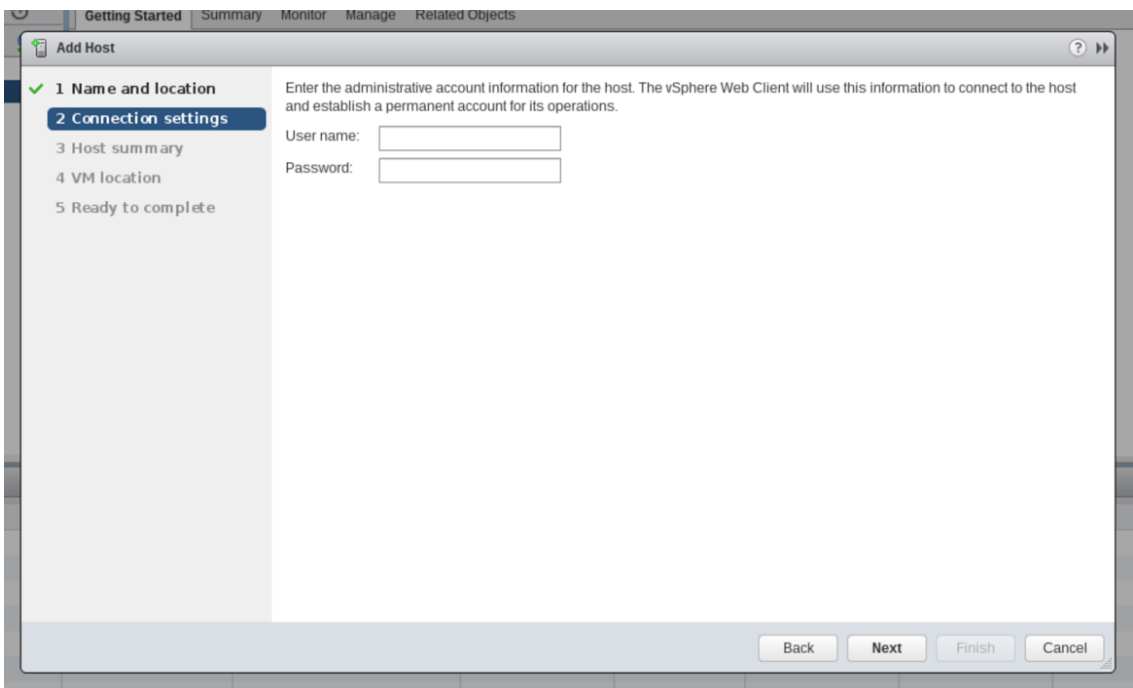 Getting Started Summary Monitor Manage Related Objects
Add Host
?
1 Name and location
2 Connection settings
3 Host summary
4 VM location
5 Ready to complete
Enter the administrative account information for the host. The vSphere Web Client will use this information to connect to the host
and establish a permanent account for its operations.
User name:
Password:
Back Next Finish Cancel